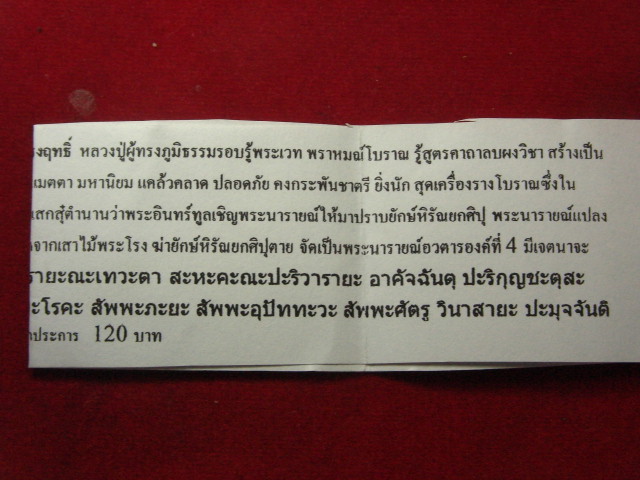 ฤทธิ์ หลวงปู่ผู้ทรงภูมิธรรมรอบรู้พระเวท พราหมณ์โบราณ รู้สูตรคาถาลบผงวิชา สร้างเป็น
เมตตา มหานิยม แคล้วคลาด ปลอดภัย คงกระพันชาตรี ยิ่งนัก สุดเครื่องรางโบราณซึ่งใน
เสกสุ๋ตำนานว่าพระอินทร์ทูลเชิญพระนารายณ์ให้มาปราบยักษ์หิรัณยกศิปุ พระนารายณ์แปลง
จากเสาไม้พระโรง ฆ่ายักษ์หิรัณยกศิปุตาย จัดเป็นพระนารายณ์อวตารองค์ที่ 4 มีเจตนาจะ
รายะณะเทวะตา สะหะคะณะปะริวารายะ อาคัจฉันตุ ปะริภุญชะตุสะ
ะโรคะ สัพพะภะยะ สัพพะอุปัททะวะ สัพพะศัตรู วินาสายะ ปะมุจจันติ
ประการ 120 บาท